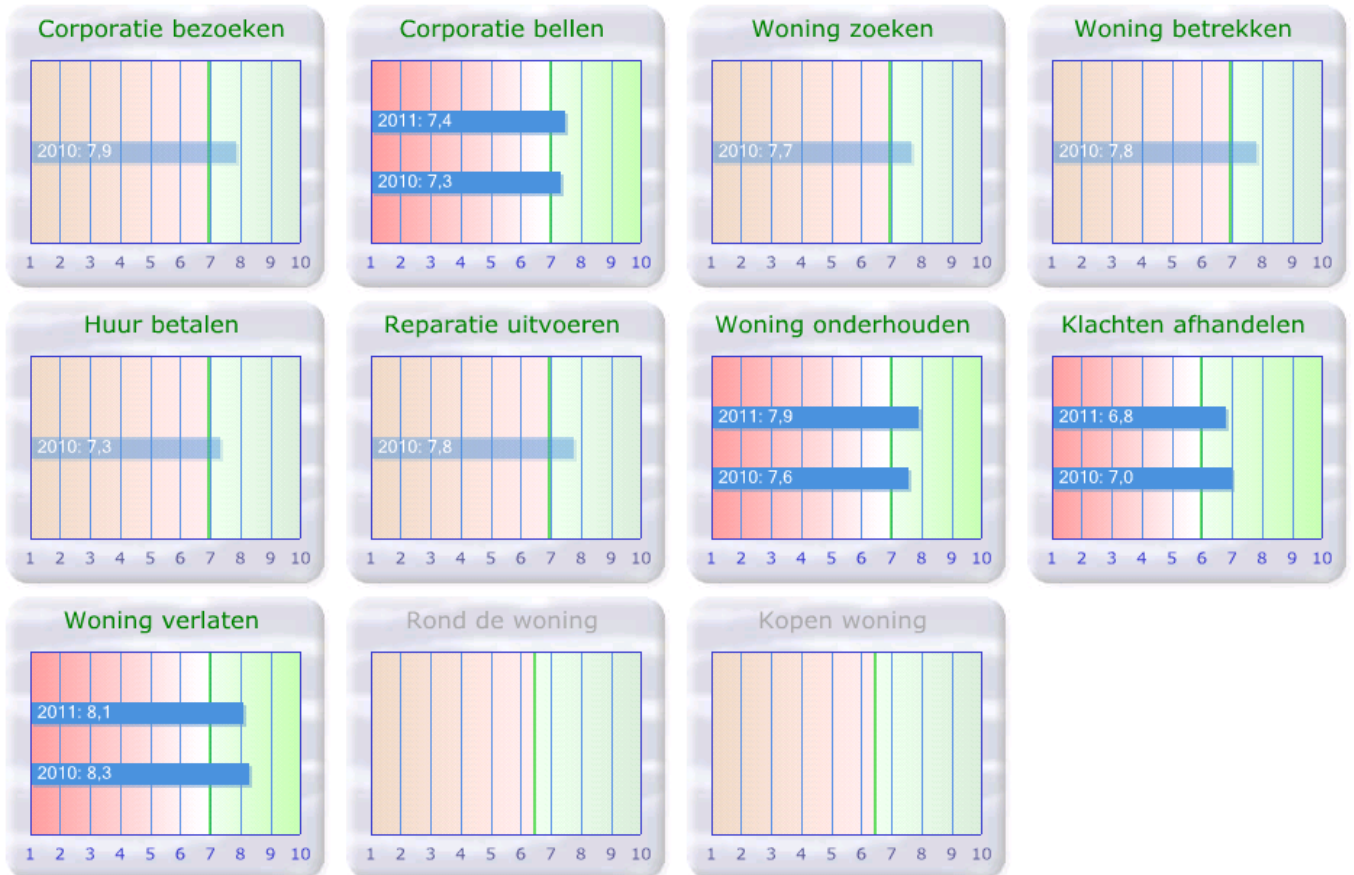 Corporatie bezoeken
2010: 7,9
1 2 3 4 5 6 7 8 9 10
Corporatie bellen
2011: 7,4
2010: 7,3
1 2 3 4 5 6 7 8 9 10
Woning zoeken
2010: 7,7
1 2 3 4 5 6 7 8 9 10
Woning betrekken
2010: 7,8
1 2 3 4 5 6 7 8 9 10
Huur betalen
2010: 7,3
1 2 3 4 5 6 7 8 9 10
Reparatie uitvoeren
2010: 7,8
1 2 3 4 5 6 7 8 9 10
Woning onderhouden
2011: 7,9
2010: 7,6
1 2 3 4 5 6 7 8 9 10
Klachten afhandelen
2011: 6,8
2010: 7,0
1 2 3 4 5 6 7 8 9 10
Woning verlaten
2011: 8,1
2010: 8,3
1 2 3 4 5 6 7 8 9 10
Rond de woning
1 2 3 4 5 6 7 8 9 10
Kopen woning
1 2 3 4 5 6 7 8 9 10